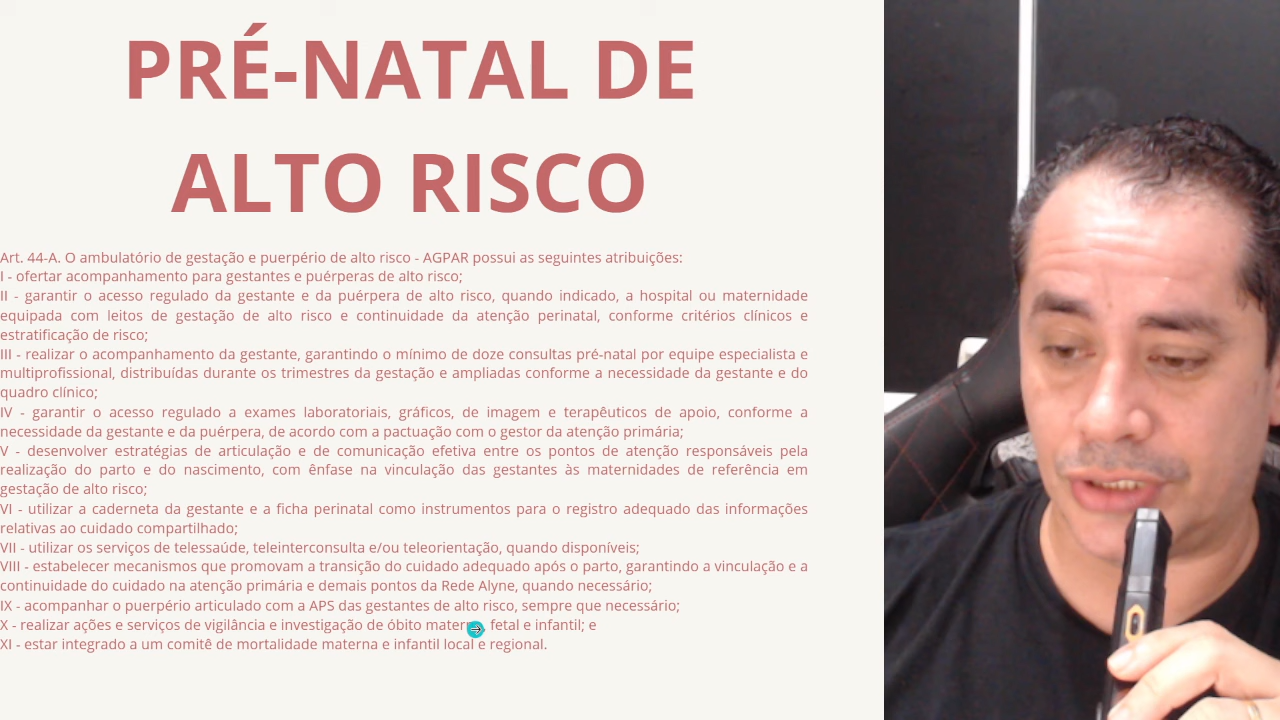 PRÉ-NATAL DE
ALTO RISCO
Art. 44-A. O ambulatório de gestação e puerpério de alto risco - AGPAR possui as seguintes atribuições:
I - ofertar acompanhamento para gestantes e puérperas de alto risco;
II - garantir o acesso regulado da gestante e da puérpera de alto risco, quando indicado, a hospital ou maternidade
equipada com leitos de gestação de alto risco e continuidade da atenção perinatal, conforme critérios clínicos e
estratificação de risco;
III - realizar o acompanhamento da gestante, garantindo o mínimo de doze consultas pré-natal por equipe especialista e
multiprofissional, distribuídas durante os trimestres da gestação e ampliadas conforme a necessidade da gestante e do
quadro clínico;
IV - garantir o acesso regulado a exames laboratoriais, gráficos, de imagem e terapêuticos de apoio, conforme a
necessidade da gestante e da puérpera, de acordo com a pactuação com o gestor da atenção primária;
V - desenvolver estratégias de articulação e de comunicação efetiva entre os pontos de atenção responsáveis pela
realização do parto e do nascimento, com ênfase na vinculação das gestantes às maternidades de referência em
gestação de alto risco;
VI - utilizar a caderneta da gestante e a ficha perinatal como instrumentos para o registro adequado das informações
relativas ao cuidado compartilhado;
VII - utilizar os serviços de telessaúde, teleinterconsulta e/ou teleorientação, quando disponíveis;
VIII - estabelecer mecanismos que promovam a transição do cuidado adequado após o parto, garantindo a vinculação e a
continuidade do cuidado na atenção primária e demais pontos da Rede Alyne, quando necessário;
IX - acompanhar o puerpério articulado com a APS das gestantes de alto risco, sempre que necessário;
X - realizar ações e serviços de vigilância e investigação de óbito fetal e infantil; e
XI - estar integrado a um comitê de mortalidade materna e infantil local e regional.